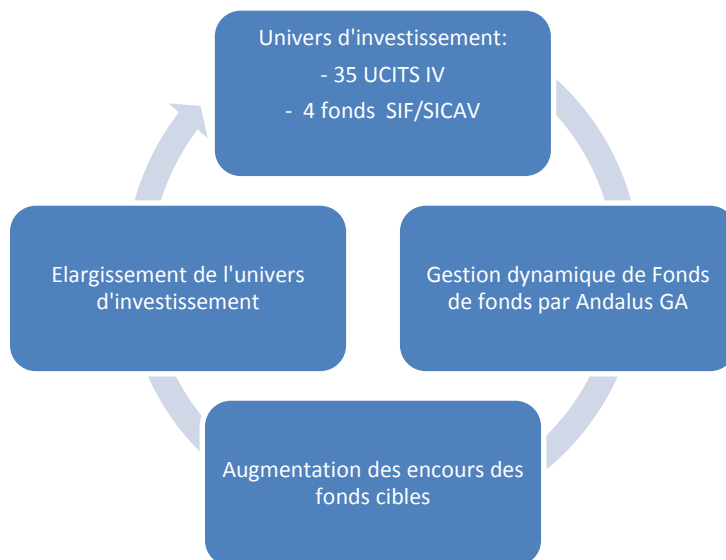 Univers d'investissement:
- 35 UCITS IV
- 4 fonds SIF/SICAV
Gestion dynamique de Fonds
de fonds par Andalus GA
Augmentation des encours des
fonds cibles
Elargissement de l'univers
d'investissement